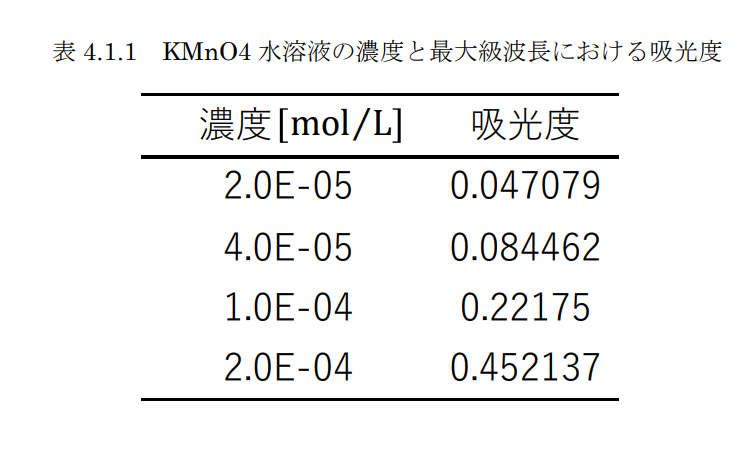 表 4.1.1　KMnO4 水溶液の濃度と最大級波長における吸光度
濃度[mol/L] 吸光度
2.0E-05 0.047079
4.0E-05 0.084462
1.0E-04 0.22175
2.0E-04 0.452137